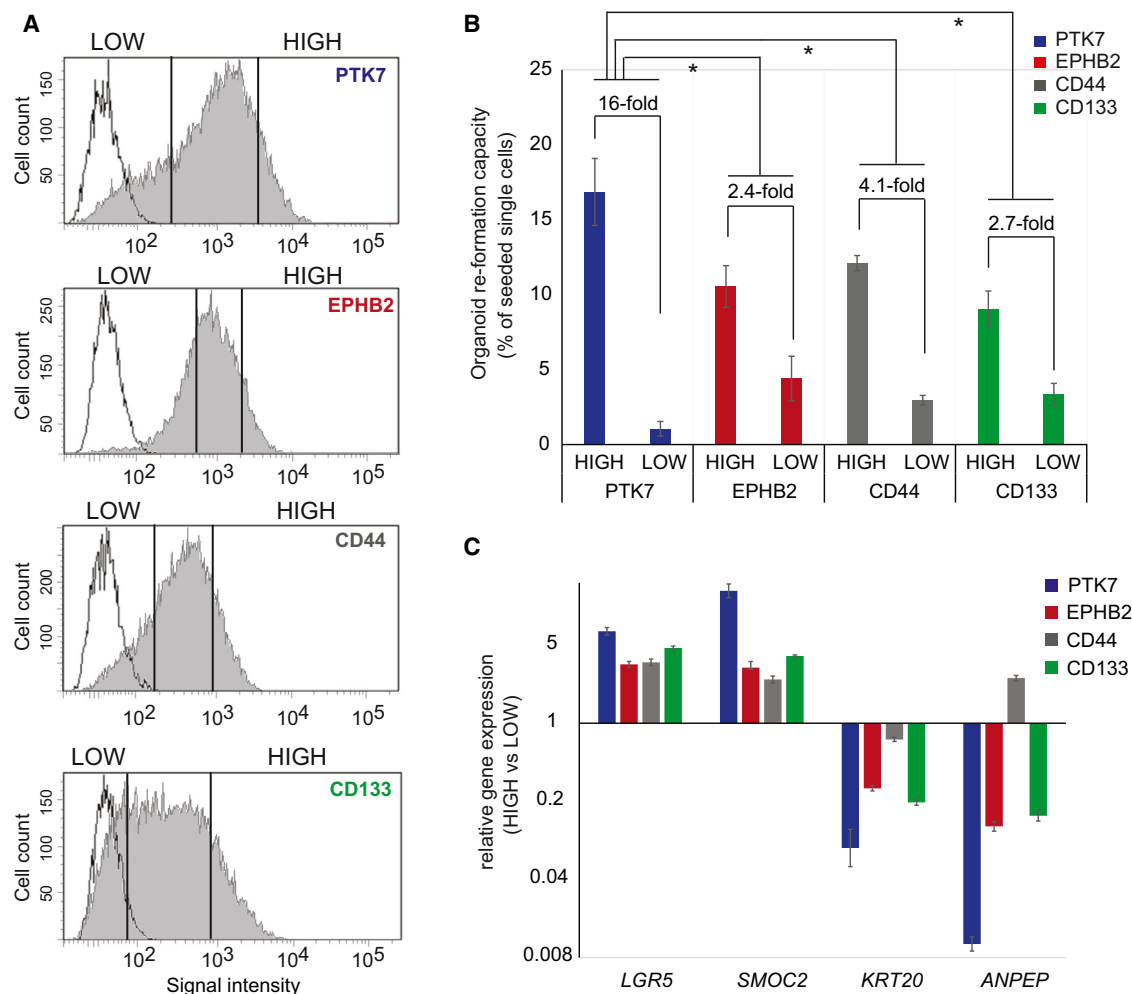 A
LOW HIGH
PTK7
Cell count
150
100
50
102 103 104 105
LOW HIGH
EPHB2
Cell count
250
150
50
102 103 104 105
LOW HIGH
CD44
Cell count
200
100
102 103 104 105
LOW HIGH
CD133
Cell count
150
100
50
0
102 103 104 105
Signal intensity
B
PTK7
EPHB2
CD44
CD133
* * *
Organoid re-formation capacity
(% of seeded single cells)
25
20
15
10
5
0
16-fold
2.4-fold
4.1-fold
2.7-fold
HIGH LOW HIGH LOW HIGH LOW HIGH LOW
PTK7 EPHB2 CD44 CD133
C
PTK7
EPHB2
CD44
CD133
relative gene expression
(HIGH vs LOW)
5
1
0.2
0.04
0.008
LGR5 SMOC2 KRT20 ANPEP